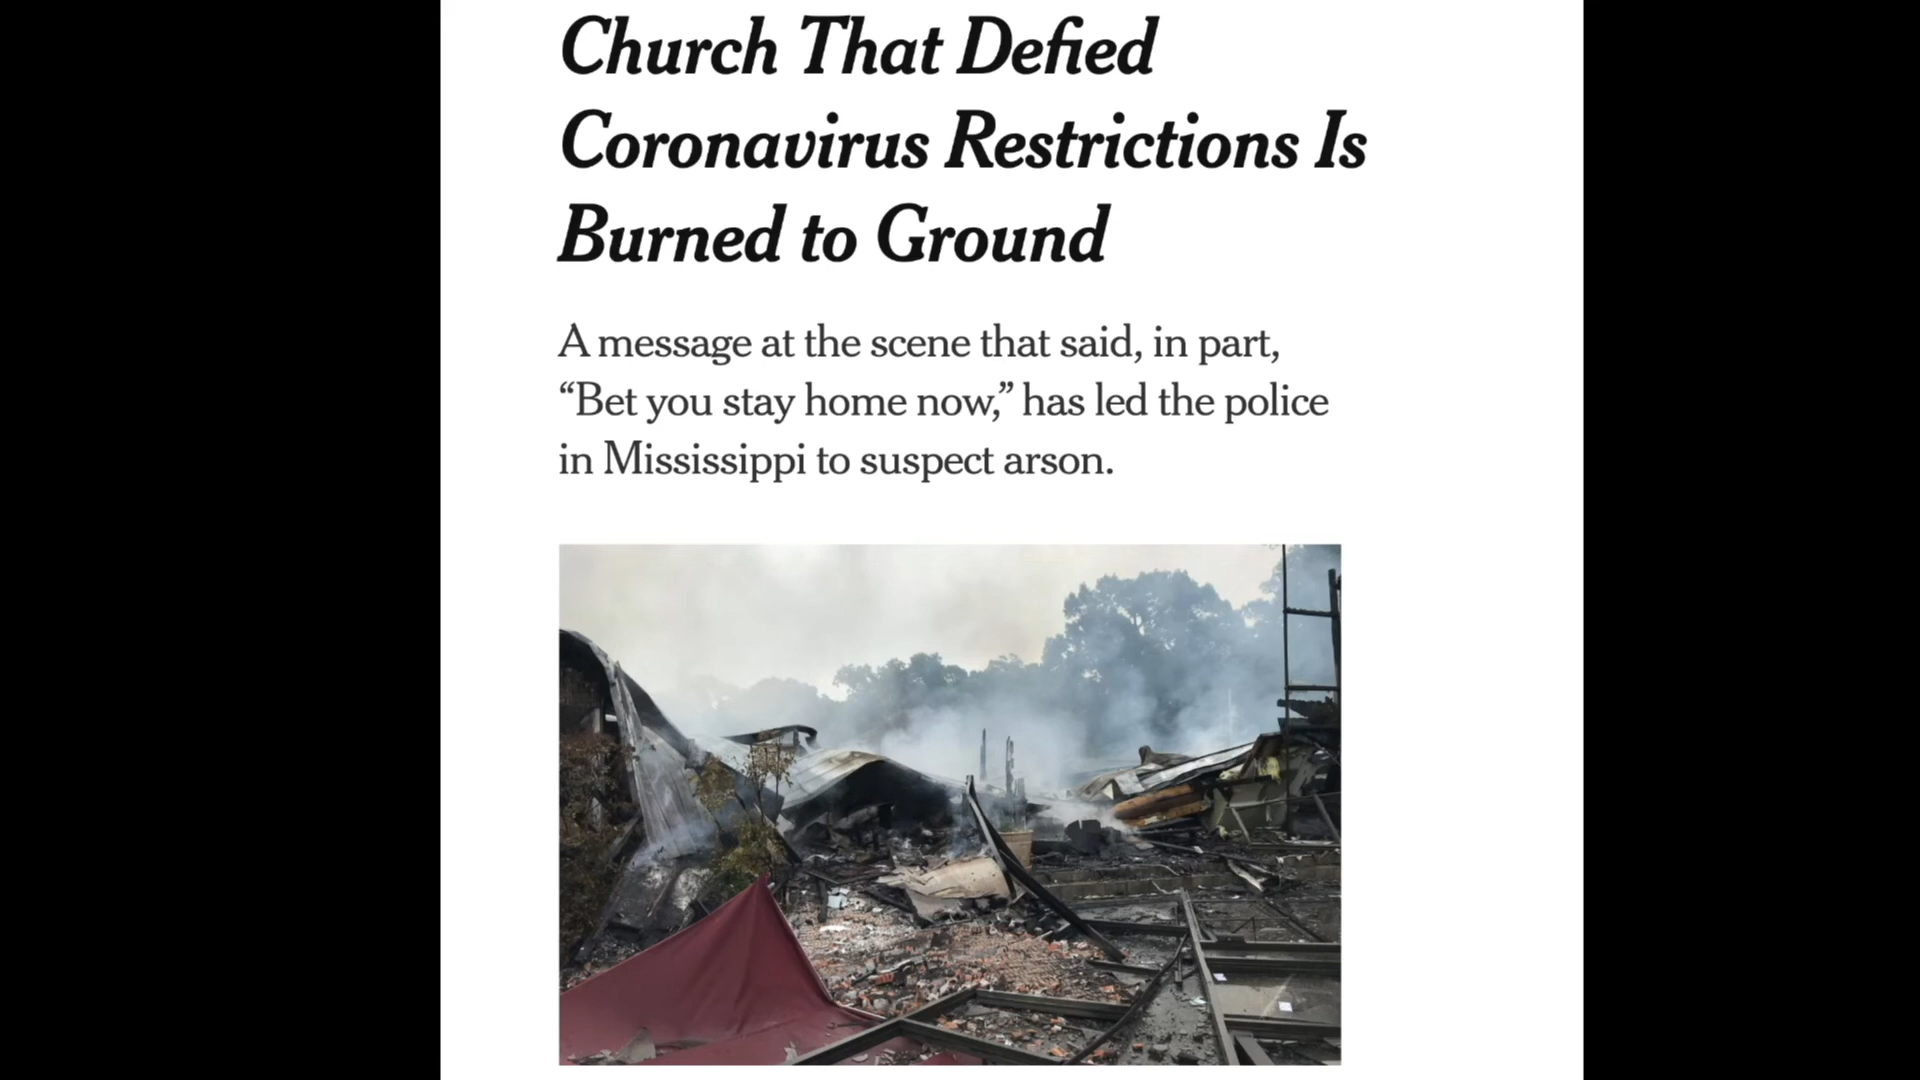 Church That Defied
Coronavirus Restrictions Is
Burned to Ground
A message at the scene that said, in part,
“Bet you stay home now,” has led the police
in Mississippi to suspect arson.